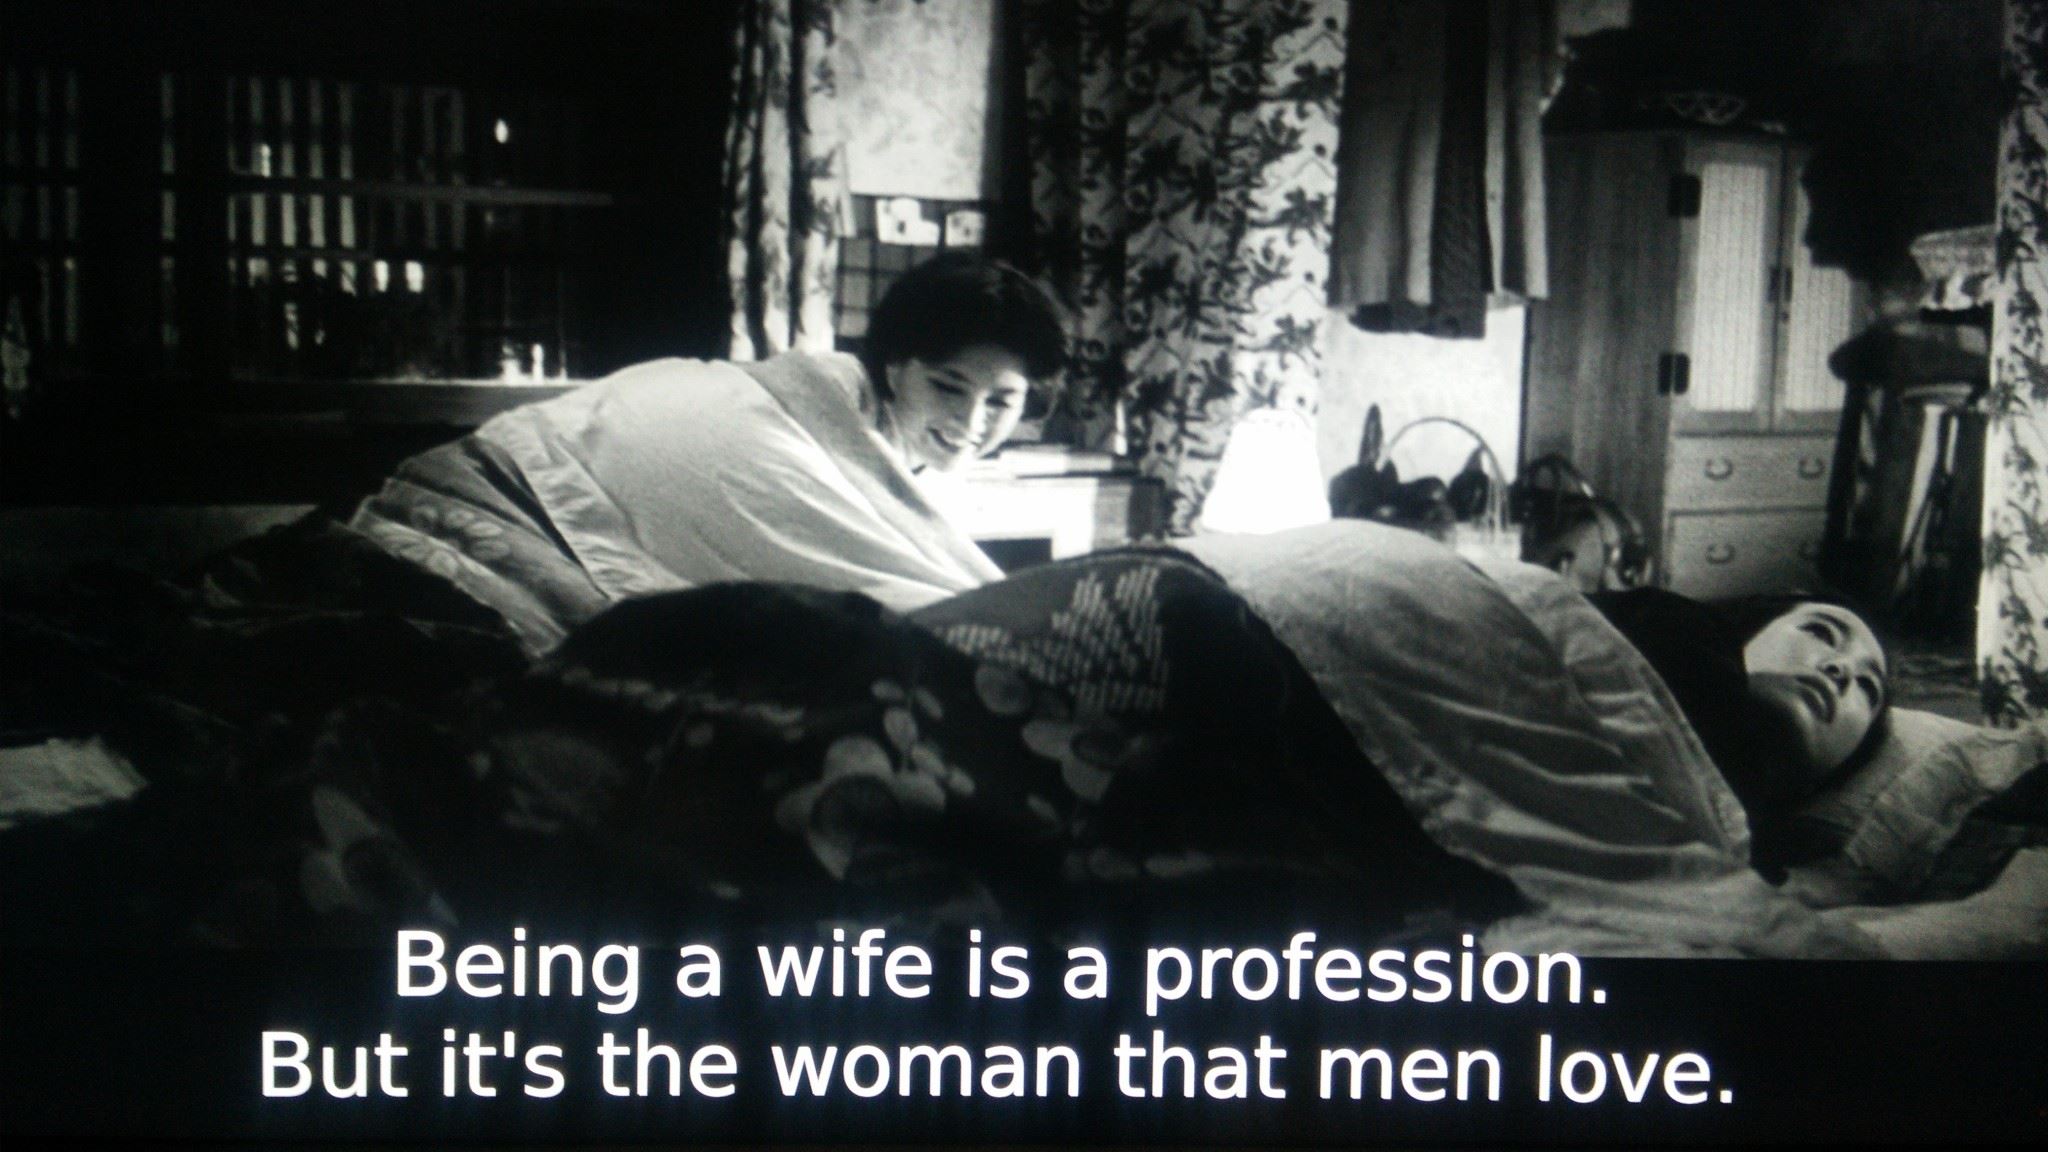 Being a wife is a profession.
But it's the woman that men love.